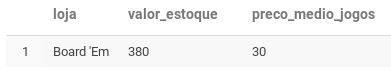 loja valor_estoque preco_medio_jogos
1 Board 'Em 380 30